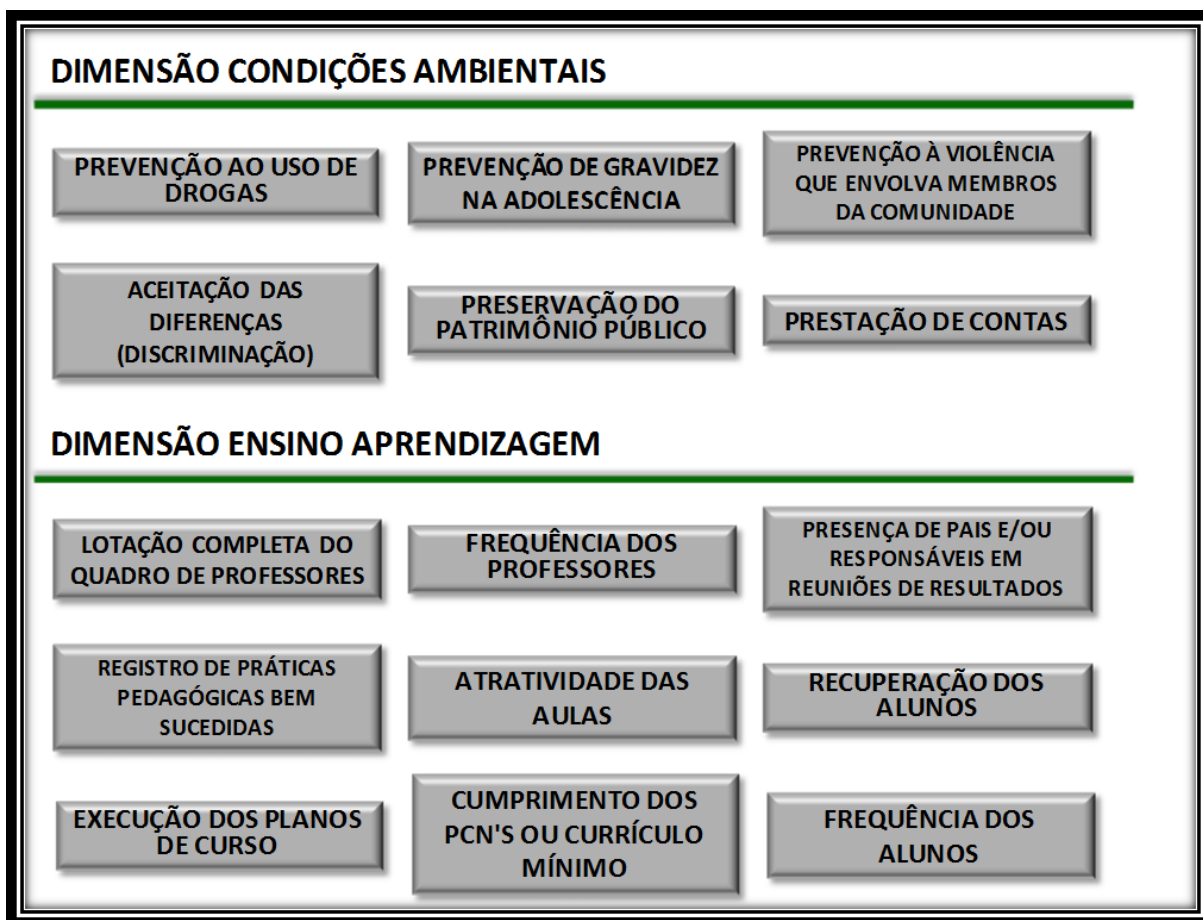 DIMENSÃO CONDIÇÕES AMBIENTAIS
PREVENÇÃO AO USO DE
DROGAS
PREVENÇÃO DE GRAVIDEZ
NA ADOLESCÊNCIA
PREVENÇÃO À VIOLÊNCIA
QUE ENVOLVA MEMBROS
DA COMUNIDADE
ACEITAÇÃO DAS
DIFERENÇAS
(DISCRIMINAÇÃO)
PRESERVAÇÃO DO
PATRIMÔNIO PÚBLICO
PRESTAÇÃO DE CONTAS
DIMENSÃO ENSINO APRENDIZAGEM
LOTAÇÃO COMPLETA DO
QUADRO DE PROFESSORES
FREQUÊNCIA DOS
PROFESSORES
PRESENÇA DE PAIS E/OU
RESPONSÁVEIS EM
REUNIÕES DE RESULTADOS
REGISTRO DE PRÁTICAS
PEDAGÓGICAS BEM
SUCEDIDAS
ATRATIVIDADE DAS
AULAS
RECUPERAÇÃO DOS
ALUNOS
EXECUÇÃO DOS PLANOS
DE CURSO
CUMPRIMENTO DOS
PCN'S OU CURRÍCULO
MÍNIMO
FREQUÊNCIA DOS
ALUNOS